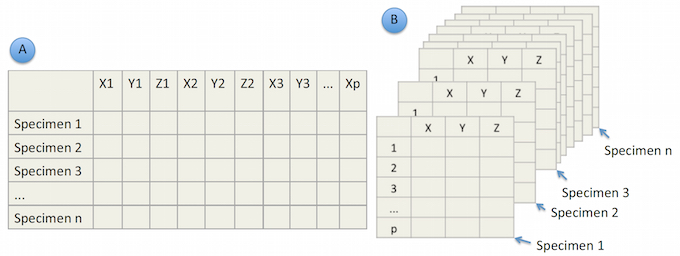 A
X1 Y1 Z1 X2 Y2 Z2 X3 Y3 ... Xp
Specimen 1
Specimen 2
Specimen 3
...
Specimen n
B
X Y Z
1
X Y Z
1
X Y Z
1
2
3
...
p
Specimen n
Specimen 3
Specimen 2
Specimen 1